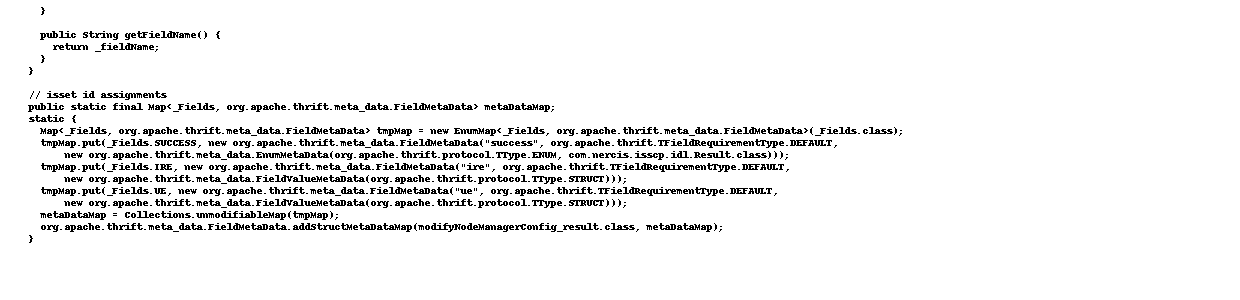 }

public String getFieldName() {
return _fieldName;
}
}

// isset id assignments
public static final Map<_Fields, org.apache.thrift.meta_data.FieldMetaData> metaDataMap;
static {
Map<_Fields, org.apache.thrift.meta_data.FieldMetaData> tmpMap = new EnumMap<_Fields, org.apache.thrift.meta_data.FieldMetaData>(_Fields.class);
tmpMap.put(_Fields.SUCCESS, new org.apache.thrift.meta_data.FieldMetaData("success", org.apache.thrift.TFieldRequirementType.DEFAULT,
new org.apache.thrift.meta_data.EnumMetaData(org.apache.thrift.protocol.TType.ENUM, com.nercis.isscp.idl.Result.class)));
tmpMap.put(_Fields.IRE, new org.apache.thrift.meta_data.FieldMetaData("ire", org.apache.thrift.TFieldRequirementType.DEFAULT,
new org.apache.thrift.meta_data.FieldValueMetaData(org.apache.thrift.protocol.TType.STRUCT)));
tmpMap.put(_Fields.UE, new org.apache.thrift.meta_data.FieldMetaData("ue", org.apache.thrift.TFieldRequirementType.DEFAULT,
new org.apache.thrift.meta_data.FieldValueMetaData(org.apache.thrift.protocol.TType.STRUCT)));
metaDataMap = Collections.unmodifiableMap(tmpMap);
org.apache.thrift.meta_data.FieldMetaData.addStructMetaDataMap(modifyNodeManagerConfig_result.class, metaDataMap);
}